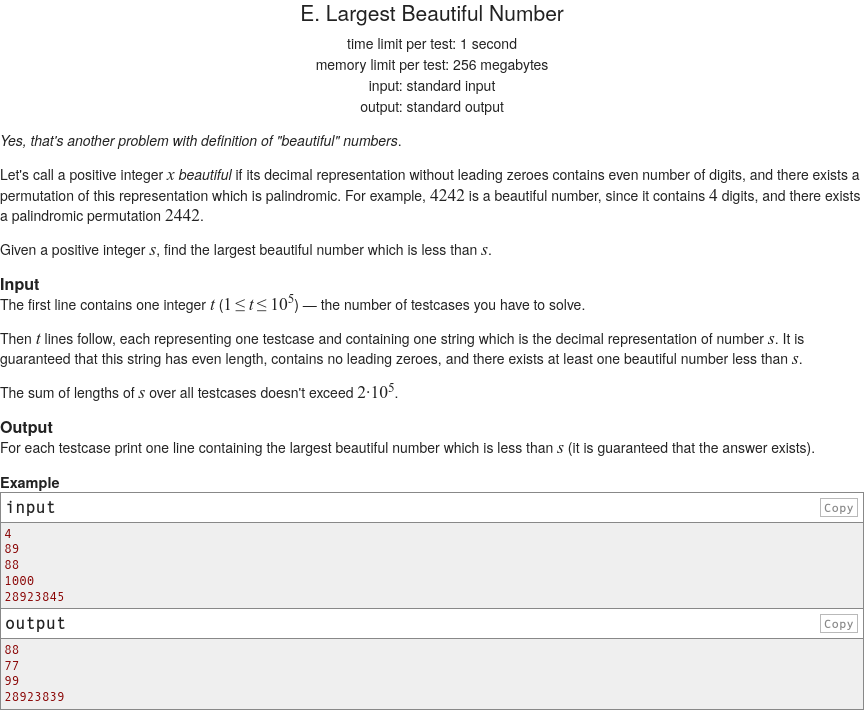 E. Largest Beautiful Number
time limit per test: 1 second
memory limit per test: 256 megabytes
input: standard input
output: standard output
Yes, that's another problem with definition of "beautiful" numbers.
Let's call a positive integer x beautiful if its decimal representation without leading zeroes contains even number of digits, and there exists a
permutation of this representation which is palindromic. For example, 4242 is a beautiful number, since it contains 4 digits, and there exists
a palindromic permutation 2442.
Given a positive integer s, find the largest beautiful number which is less than s.
Input
The first line contains one integer t (1 ≤ t ≤ 10^5) — the number of testcases you have to solve.
Then t lines follow, each representing one testcase and containing one string which is the decimal representation of number s. It is
guaranteed that this string has even length, contains no leading zeroes, and there exists at least one beautiful number less than s.
The sum of lengths of s over all testcases doesn't exceed 2·10^5.
Output
For each testcase print one line containing the largest beautiful number which is less than s (it is guaranteed that the answer exists).
Example
input Copy
4
89
88
1000
28923845
output Copy
88
77
99
28923839